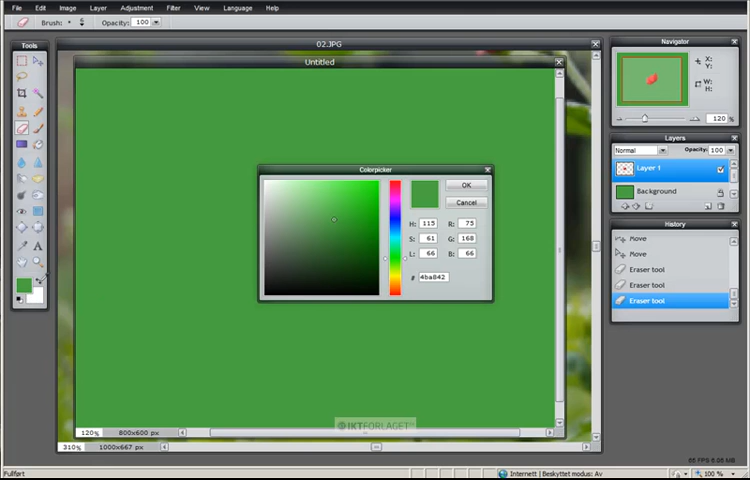 File Edit Image Layer Adjustment Filter View Language Help
Brush: 6 Opacity: 100
Tools
02.JPG
Untitled
Colorpicker
OK
Cancel
H: 115 R: 75
S: 61 G: 168
L: 66 B: 66
# 4ba842
Navigator
X:
Y:
W:
H:
120 %
Layers
Normal Opacity: 100
Layer 1
Background
History
Move
Move
Eraser tool
Eraser tool
Eraser tool
IKTFORLAGET
120% 800x600 px
310% 1000x667 px
Fullført
Internett | Beskyttet modus: Av
100 %